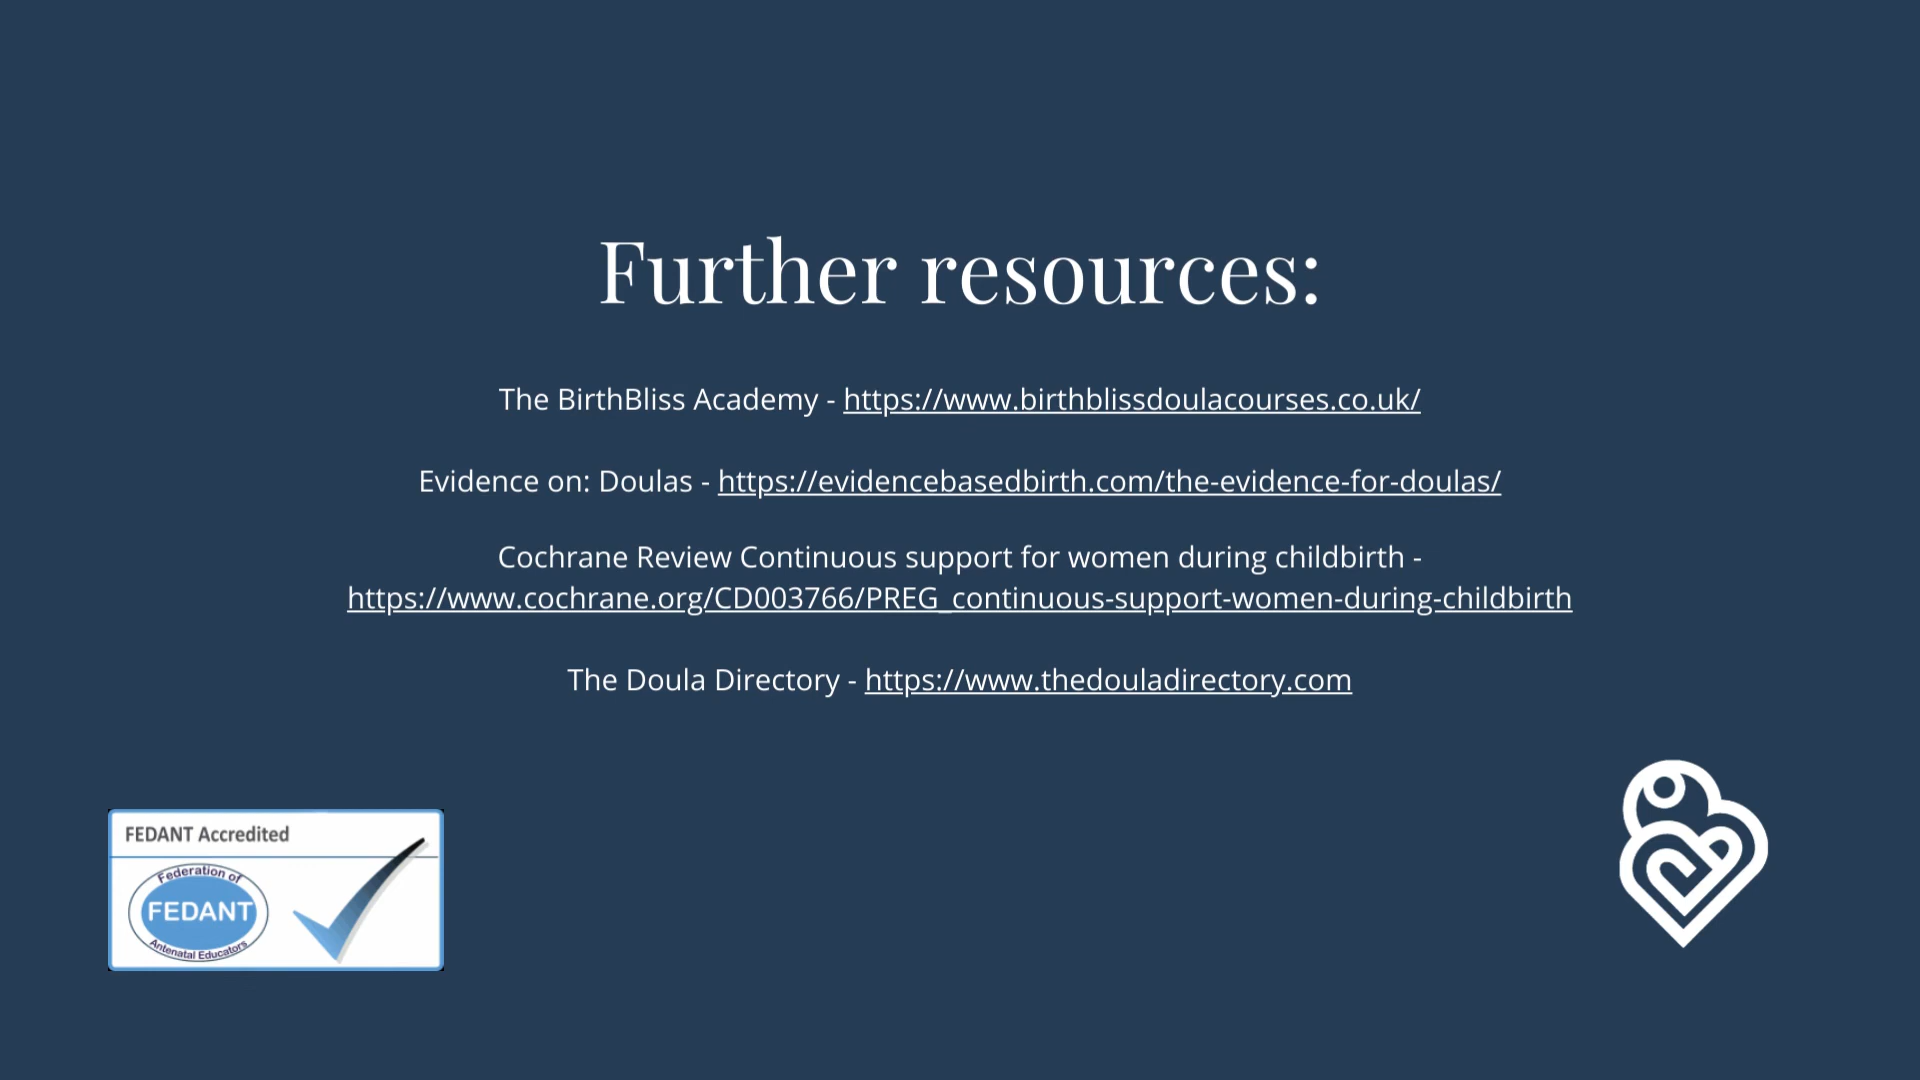 Further resources:
The BirthBliss Academy - https://www.birthblissdoulacourses.co.uk/
Evidence on: Doulas - https://evidencebasedbirth.com/the-evidence-for-doulas/
Cochrane Review Continuous support for women during childbirth -
https://www.cochrane.org/CD003766/PREG_continuous-support-women-during-childbirth
The Doula Directory - https://www.thedouladirectory.com
FEDANT Accredited
Federation of
FEDANT
Antenatal Educators